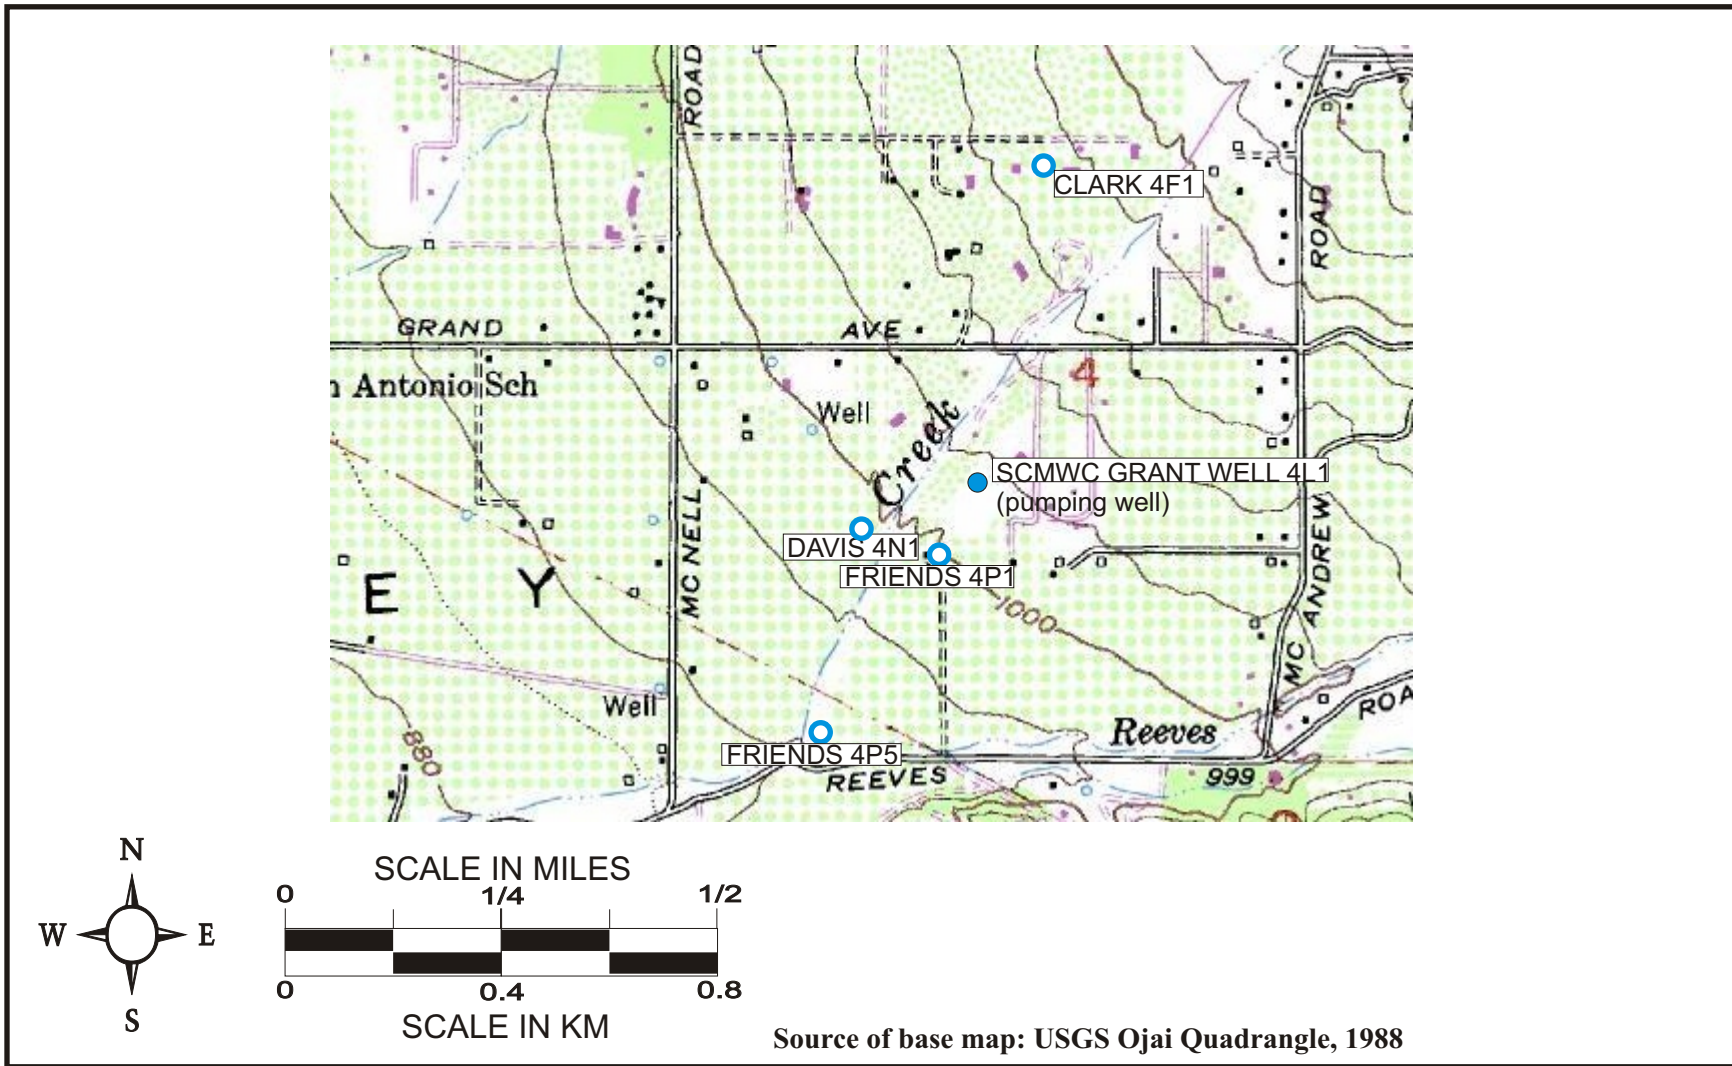 ROAD
CLARK 4F1
ROAD
GRAND
AVE
4
n Antonio Sch
Well
Creek
SCMWC GRANT WELL 4L1
(pumping well)
MC NELL
DAVIS 4N1
FRIENDS 4P1
E Y
1000
MC ANDREW
Well
ROA
Reeves
880
FRIENDS 4P5
REEVES
999
N
W E
S
SCALE IN MILES
0 1/4 1/2
0 0.4 0.8
SCALE IN KM
Source of base map: USGS Ojai Quadrangle, 1988